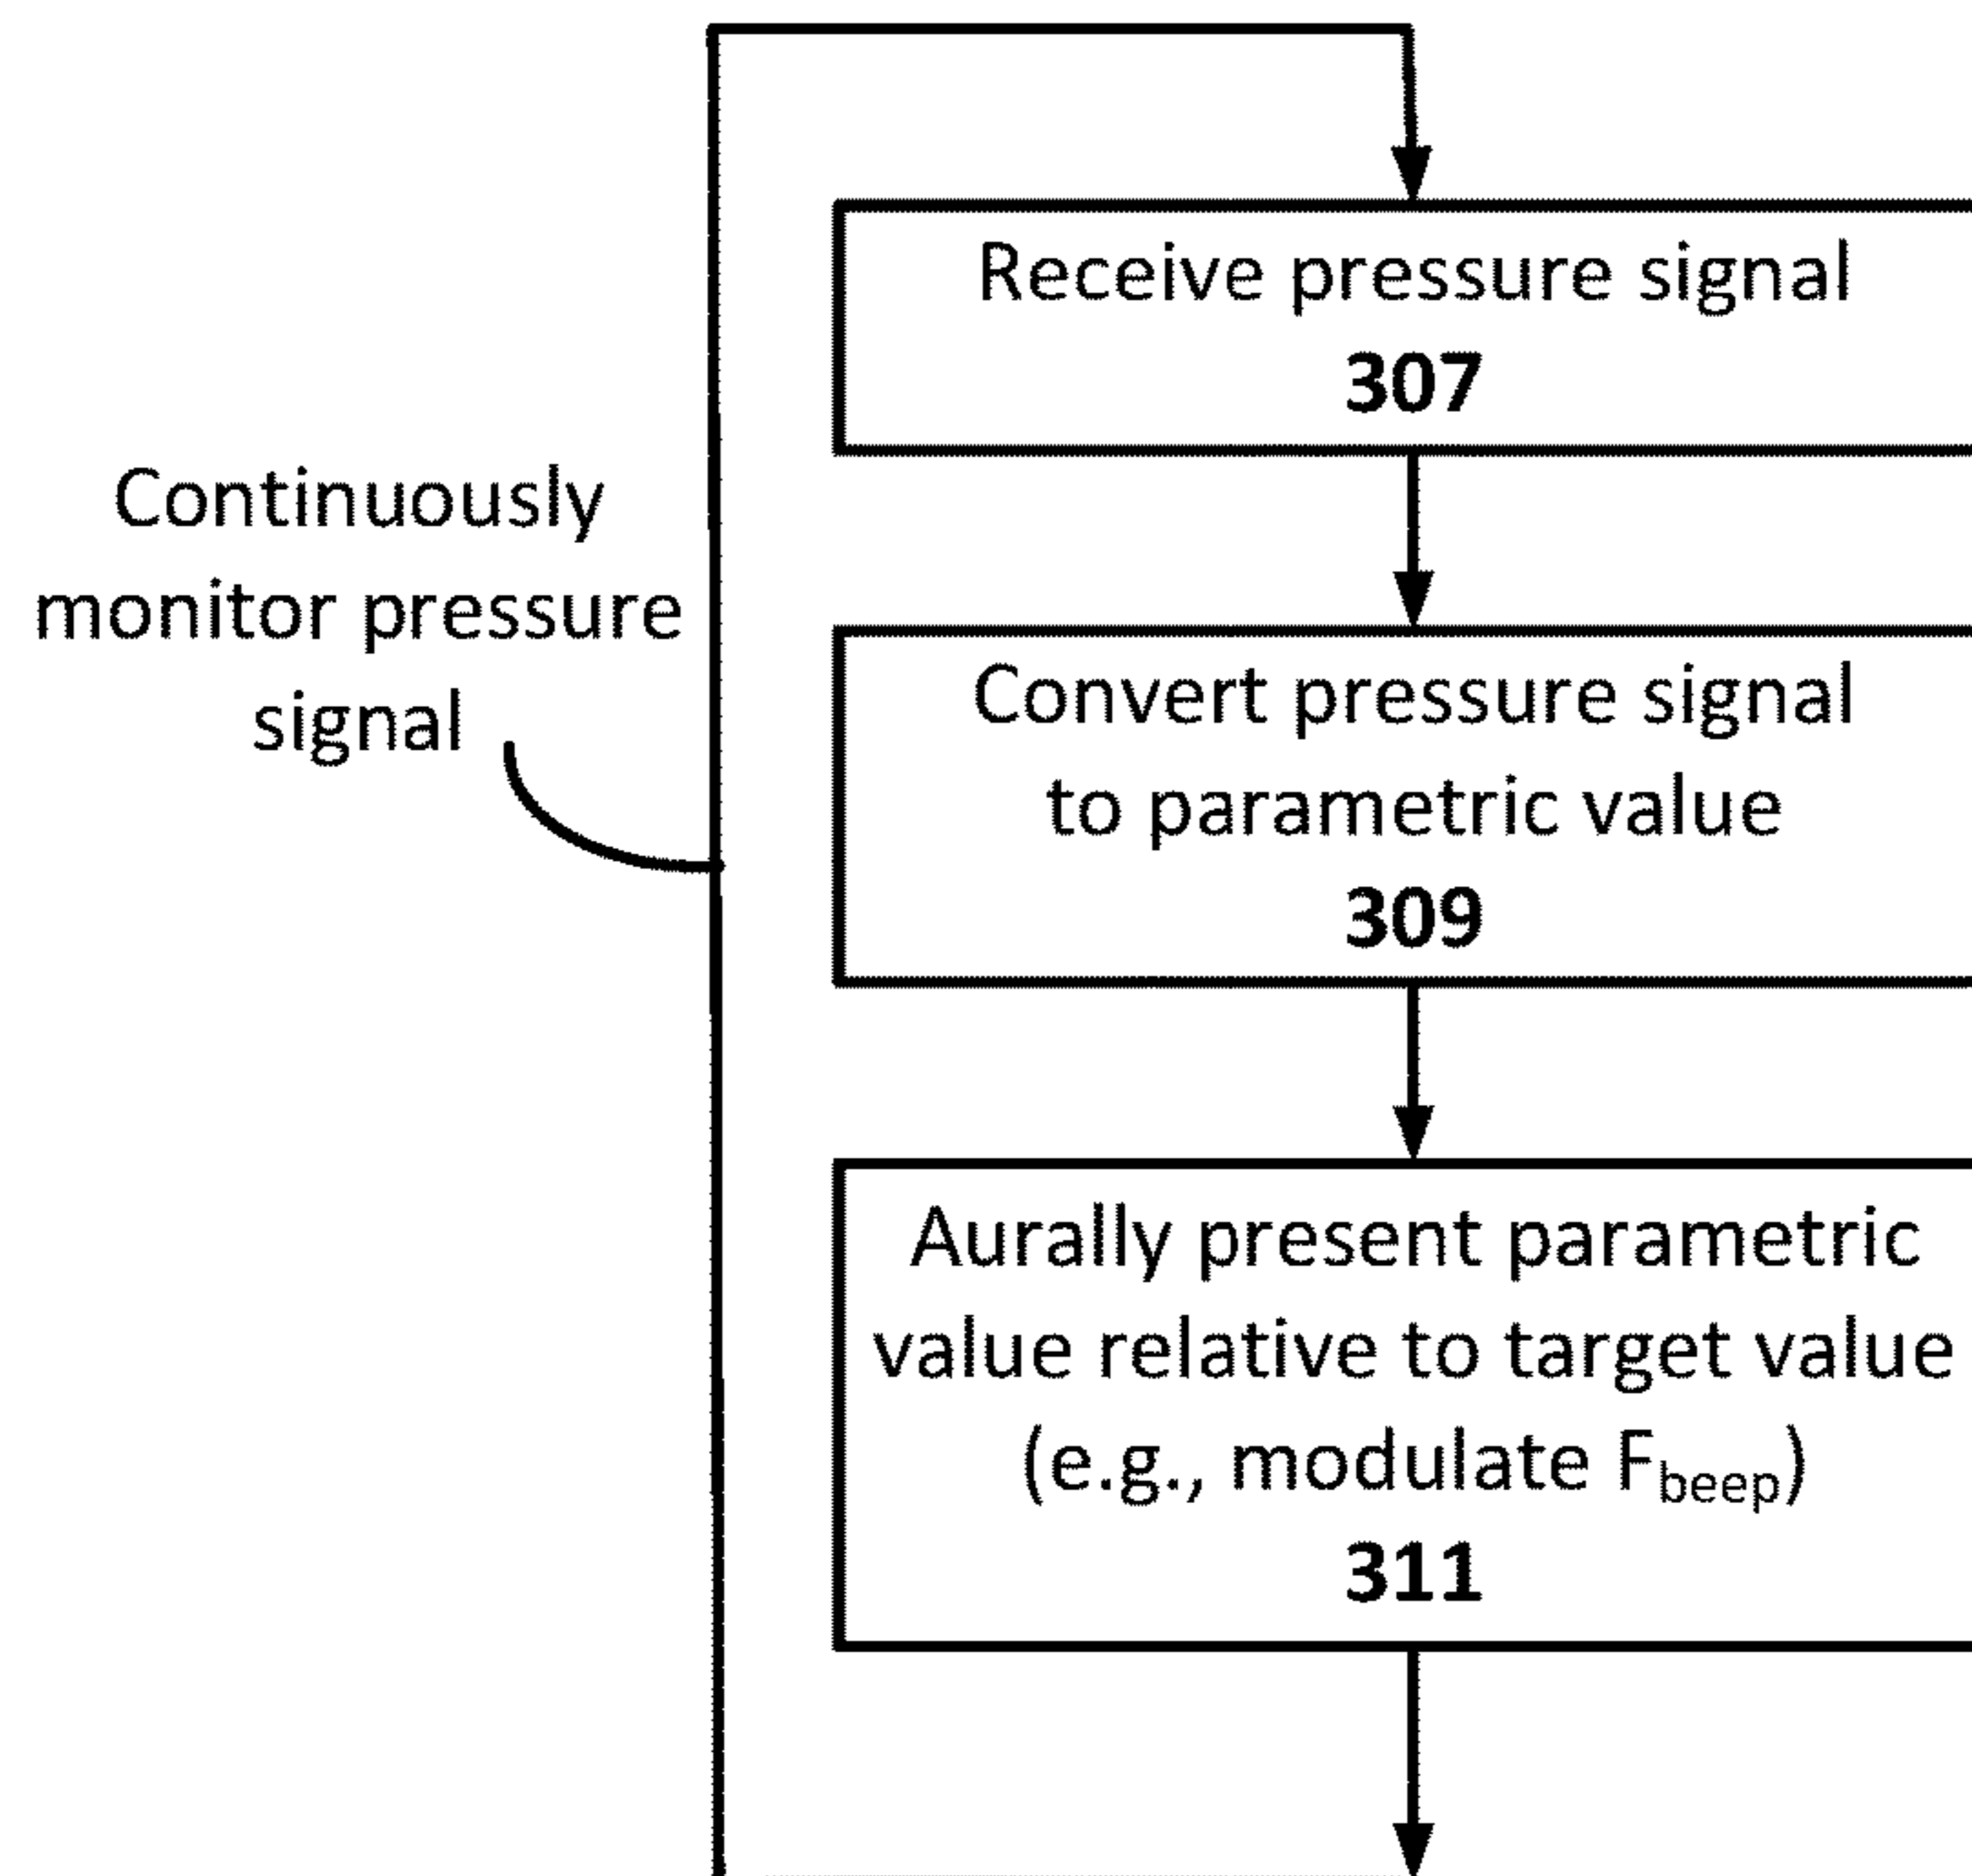 Continuously
monitor pressure
signal
Receive pressure signal
307
Convert pressure signal
to parametric value
309
Aurally present parametric
value relative to target value
(e.g., modulate Fbeep)
311